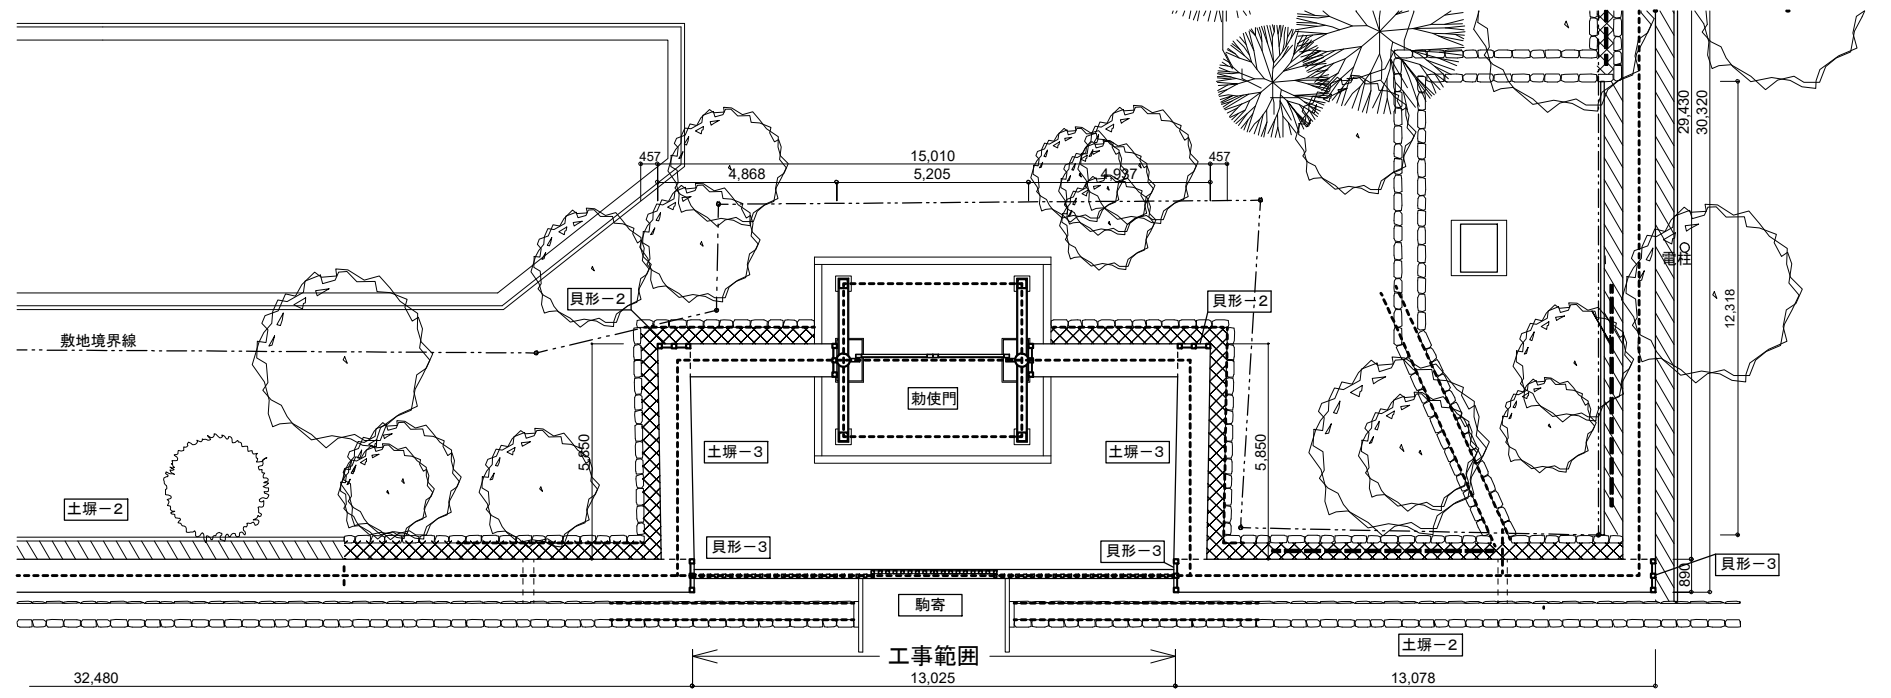 29,430
30,320
457
15,010
457
4,868
5,205
4,937
電柱
貝形－2
貝形－2
12,318
敷地境界線
勅使門
土塀－3
土塀－3
5,850
5,850
土塀－2
貝形－3
貝形－3
貝形－3
890
駒寄
土塀－2
工事範囲
32,480
13,025
13,078